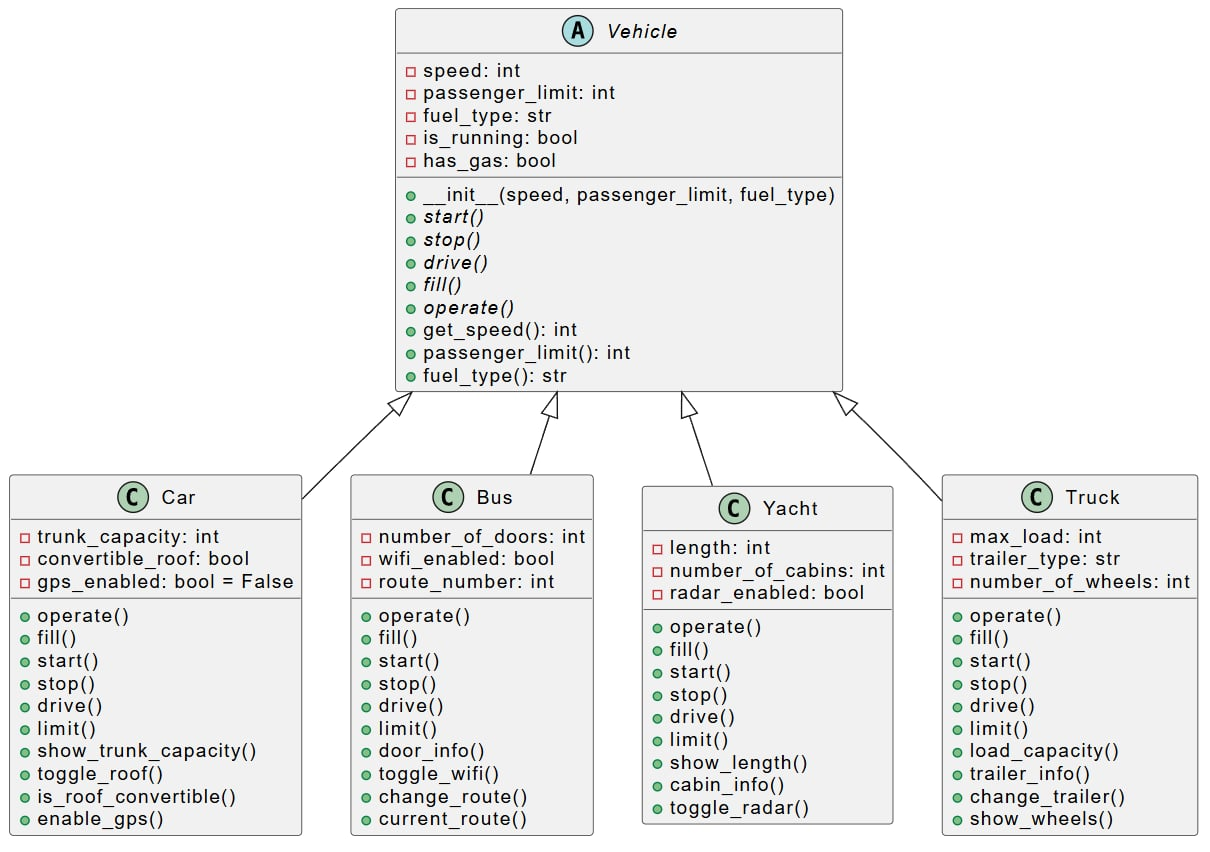 A Vehicle
speed: int
passenger_limit: int
fuel_type: str
is_running: bool
has_gas: bool
__init__(speed, passenger_limit, fuel_type)
start()
stop()
drive()
fill()
operate()
get_speed(): int
passenger_limit(): int
fuel_type(): str
C Car
trunk_capacity: int
convertible_roof: bool
gps_enabled: bool = False
operate()
fill()
start()
stop()
drive()
limit()
show_trunk_capacity()
toggle_roof()
is_roof_convertible()
enable_gps()
C Bus
number_of_doors: int
wifi_enabled: bool
route_number: int
operate()
fill()
start()
stop()
drive()
limit()
door_info()
toggle_wifi()
change_route()
current_route()
C Yacht
length: int
number_of_cabins: int
radar_enabled: bool
operate()
fill()
start()
stop()
drive()
limit()
show_length()
cabin_info()
toggle_radar()
C Truck
max_load: int
trailer_type: str
number_of_wheels: int
operate()
fill()
start()
stop()
drive()
limit()
load_capacity()
trailer_info()
change_trailer()
show_wheels()